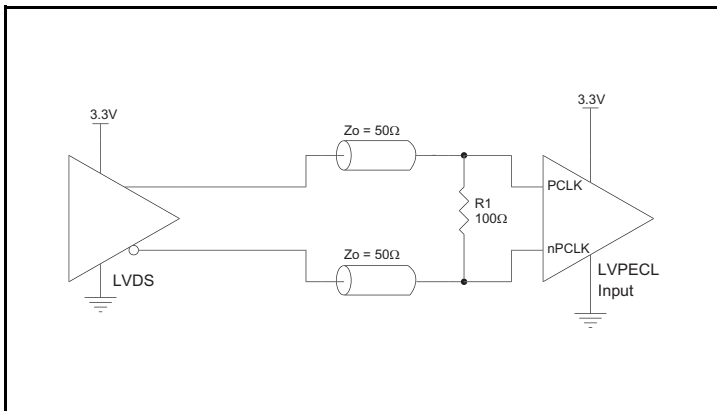 3.3V
3.3V
Zo = 50Ω
PCLK
R1
100Ω
Zo = 50Ω
nPCLK
LVDS
LVPECL
Input